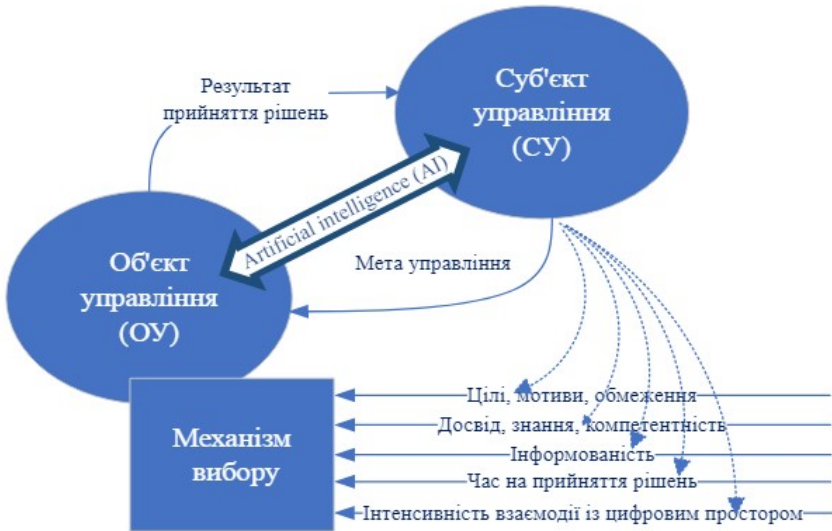 Результат
прийняття рішень
Суб'єкт
управління
(СУ)
Artificial intelligence (AI)
Об'єкт
управління
(ОУ)
Мета управління
Механізм
вибору
Цілі, мотиви, обмеження
Досвід, знання, компетентність
Інформованість
Час на прийняття рішень
Інтенсивність взаємодії із цифровим простором